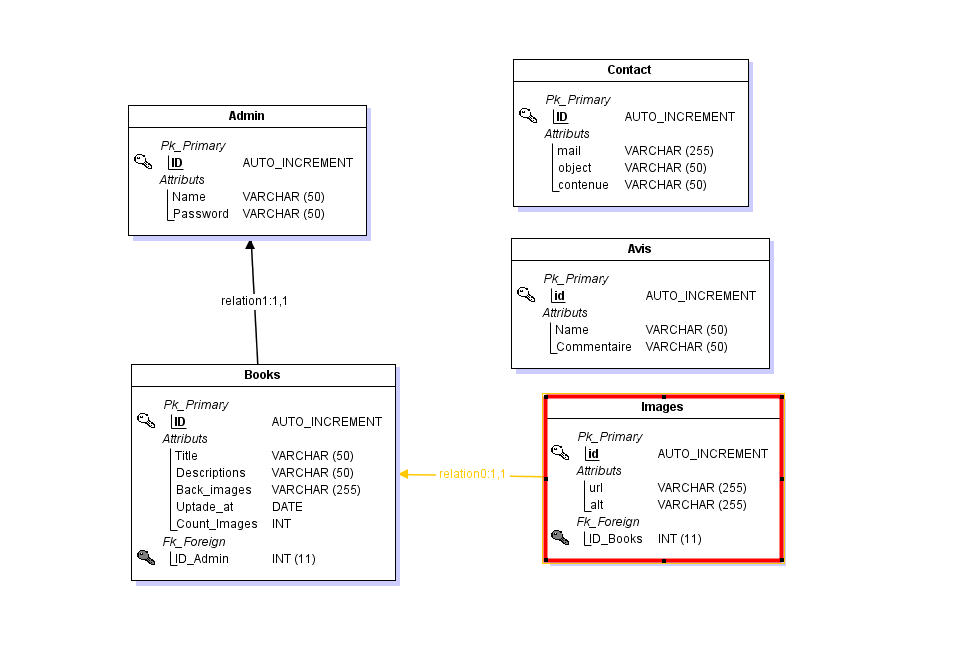 Admin
Pk_Primary
ID AUTO_INCREMENT
Attributs
Name VARCHAR (50)
Password VARCHAR (50)
relation1:1,1
Books
Pk_Primary
ID AUTO_INCREMENT
Attributs
Title VARCHAR (50)
Descriptions VARCHAR (50)
Back_images VARCHAR (255)
Uptade_at DATE
Count_Images INT
Fk_Foreign
ID_Admin INT (11)
relation0:1,1
Contact
Pk_Primary
ID AUTO_INCREMENT
Attributs
mail VARCHAR (255)
object VARCHAR (50)
contenue VARCHAR (50)
Avis
Pk_Primary
id AUTO_INCREMENT
Attributs
Name VARCHAR (50)
Commentaire VARCHAR (50)
Images
Pk_Primary
id AUTO_INCREMENT
Attributs
url VARCHAR (255)
alt VARCHAR (255)
Fk_Foreign
ID_Books INT (11)